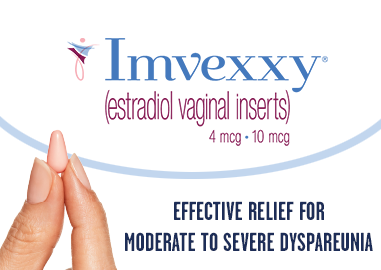 Imvexxy®
(estradiol vaginal inserts)
4 mcg • 10 mcg
EFFECTIVE RELIEF FOR
MODERATE TO SEVERE DYSPAREUNIA